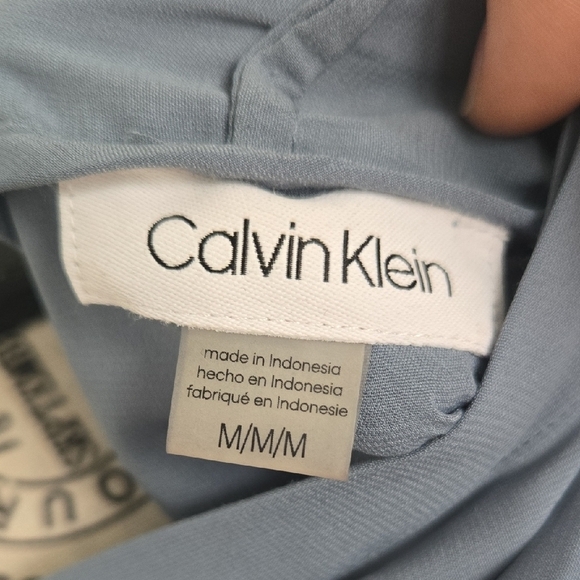 Calvin Klein
made in Indonesia
hecho en Indonesia
fabriqué en Indonesie
M/M/M